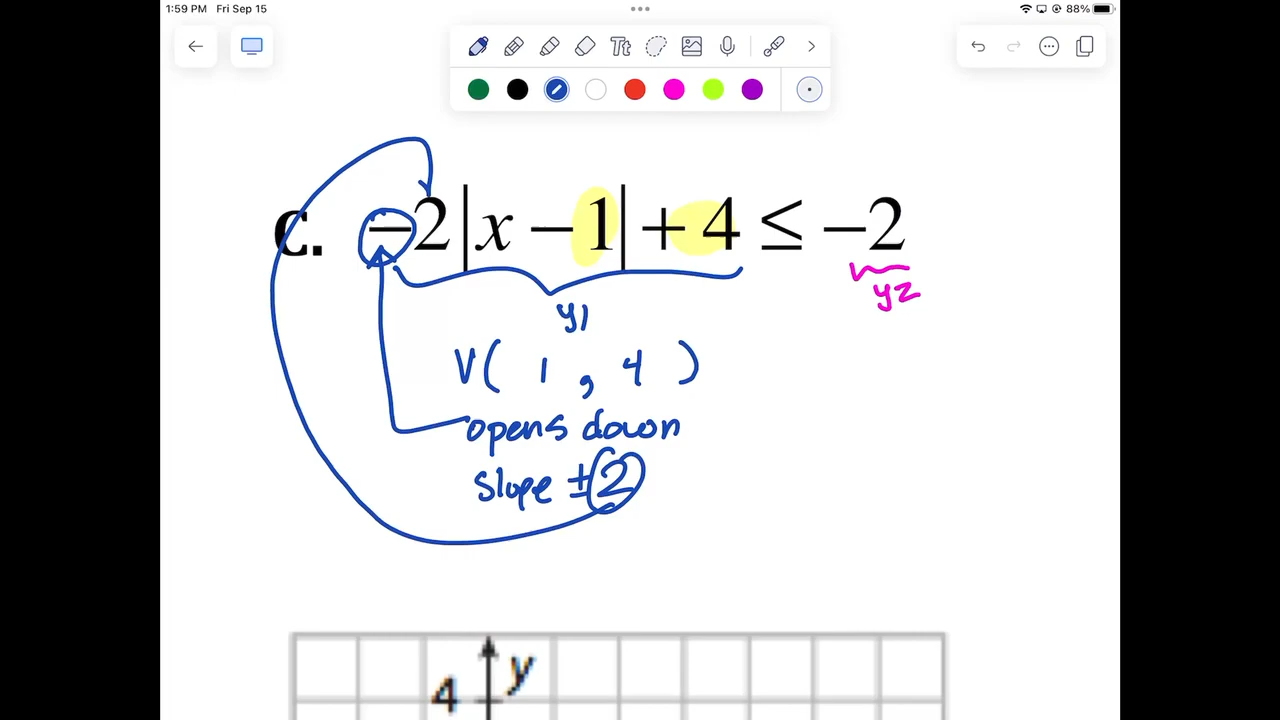 1:59 PM Fri Sep 15
88%
Tt
C. −2|x − 1| + 4 ≤ −2
y1
y2
V( 1 , 4 )
opens down
slope ±2
y
4